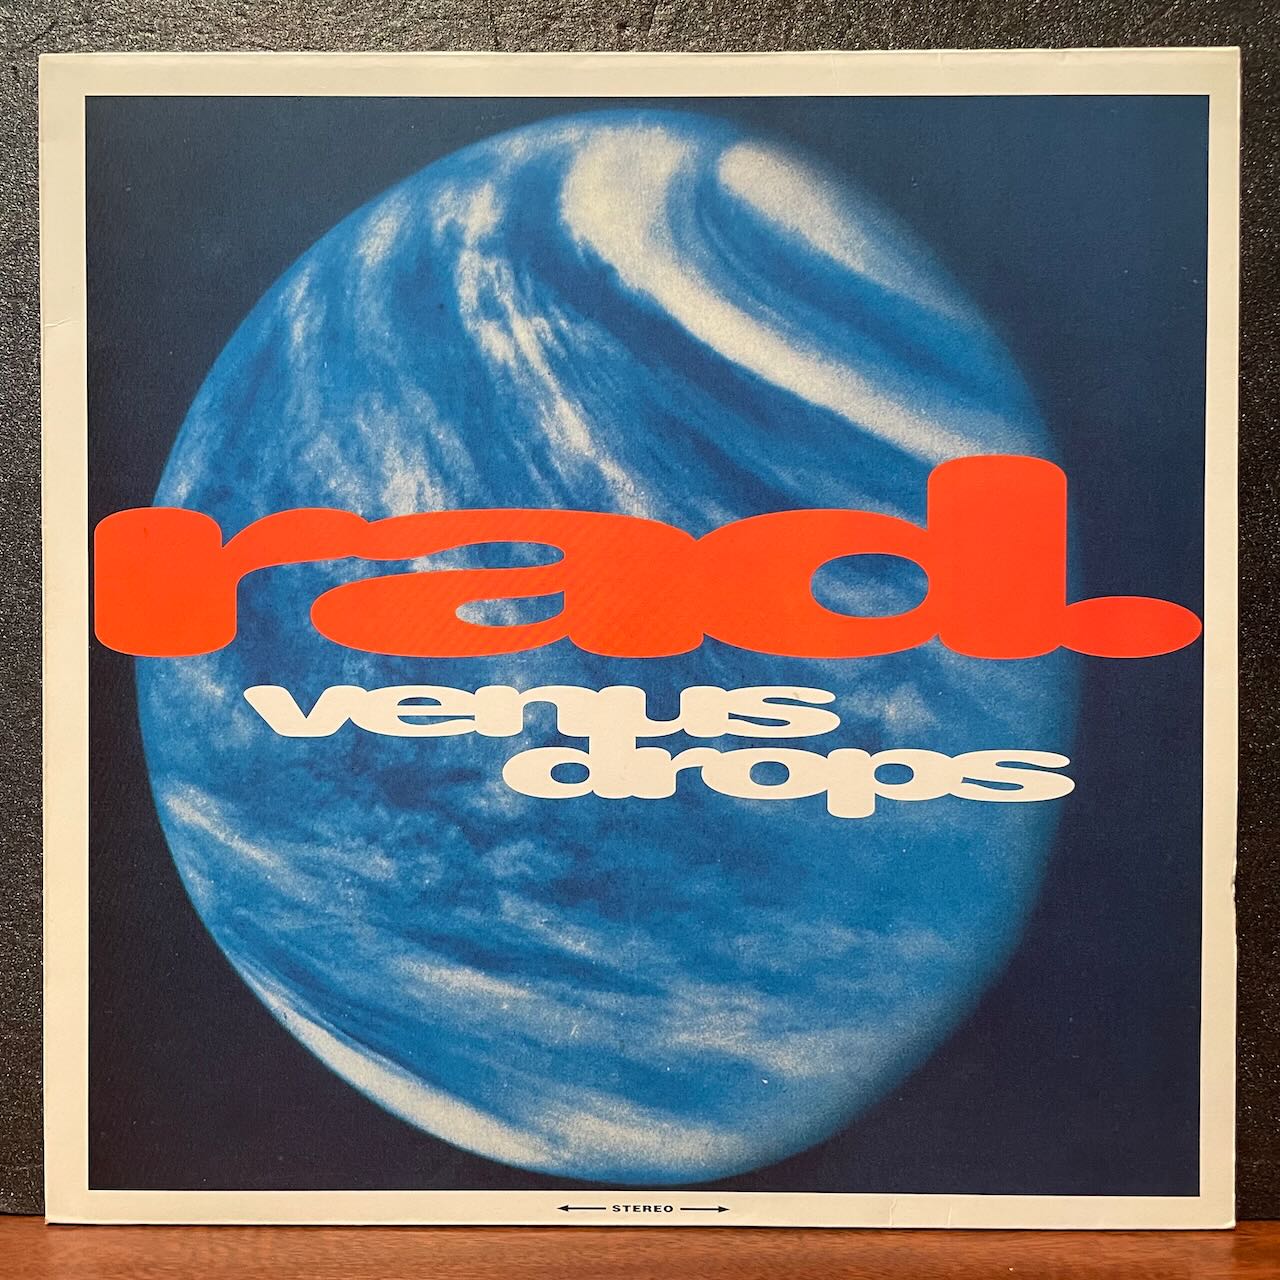 rad.
venus
drops
STEREO